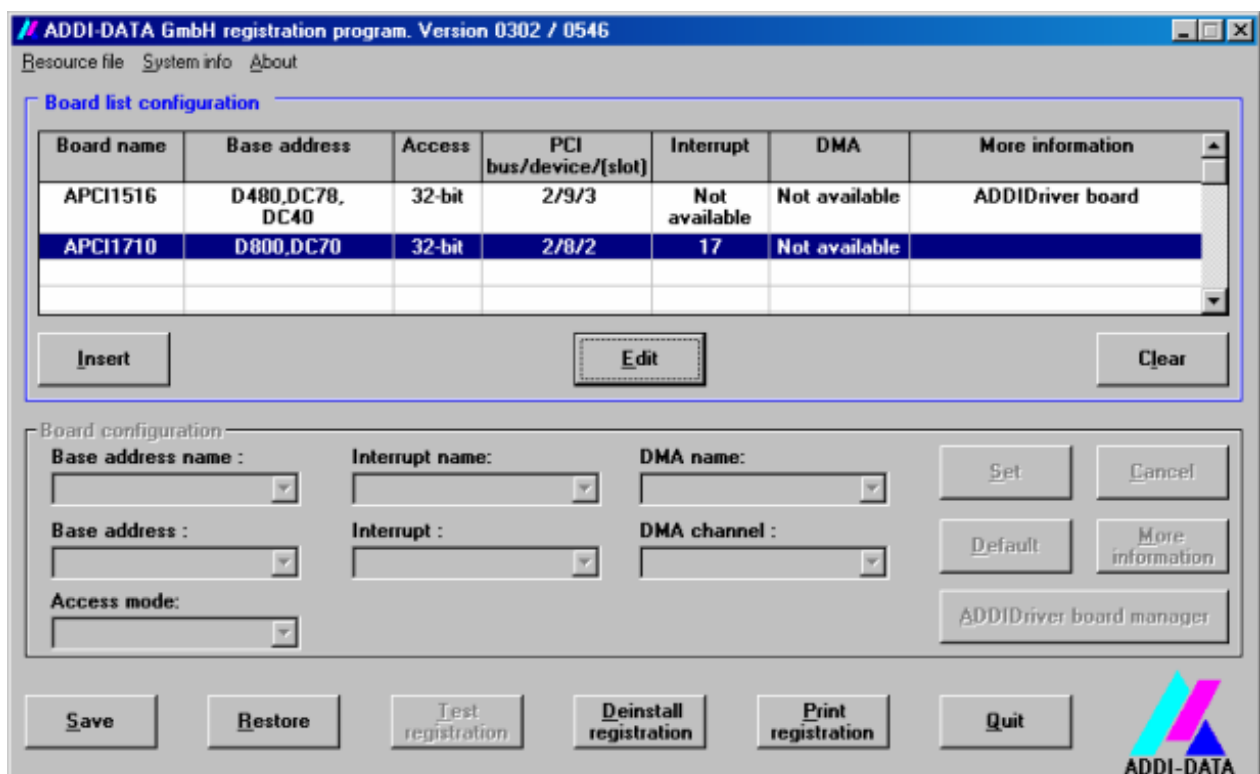 ADDI-DATA GmbH registration program. Version 0302 / 0546
Resource file System info About
Board list configuration
Board name Base address Access PCI bus/device/(slot) Interrupt DMA More information
APCI1516 D480,DC78, DC40 32-bit 2/9/3 Not available Not available ADDIDriver board
APCI1710 D800,DC70 32-bit 2/8/2 17 Not available
Insert Edit Clear
Board configuration
Base address name : Interrupt name: DMA name:
Set Cancel
Base address : Interrupt : DMA channel :
Default More information
Access mode:
ADDIDriver board manager
Save Restore Test registration Deinstall registration Print registration Quit
ADDI-DATA